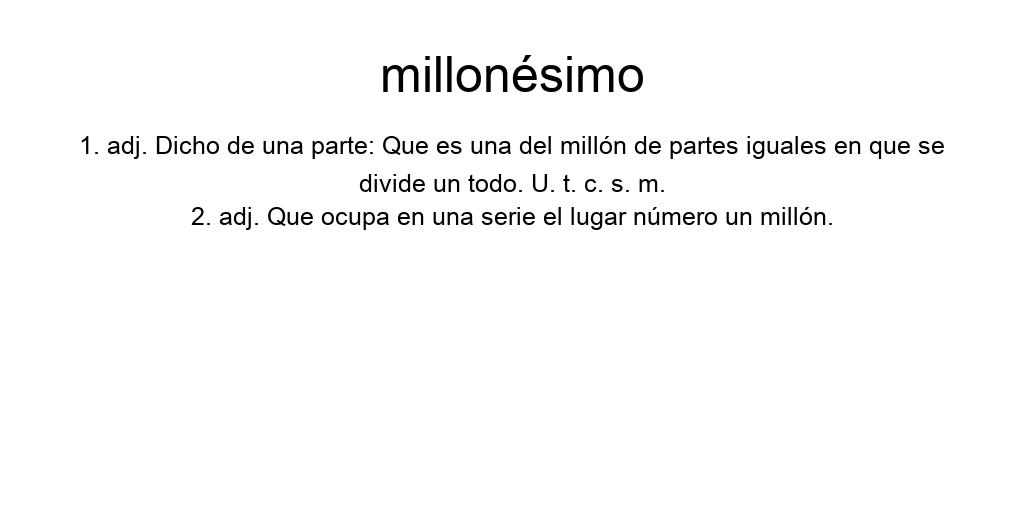 millonésimo
1. adj. Dicho de una parte: Que es una del millón de partes iguales en que se
divide un todo. U. t. c. s. m.
2. adj. Que ocupa en una serie el lugar número un millón.